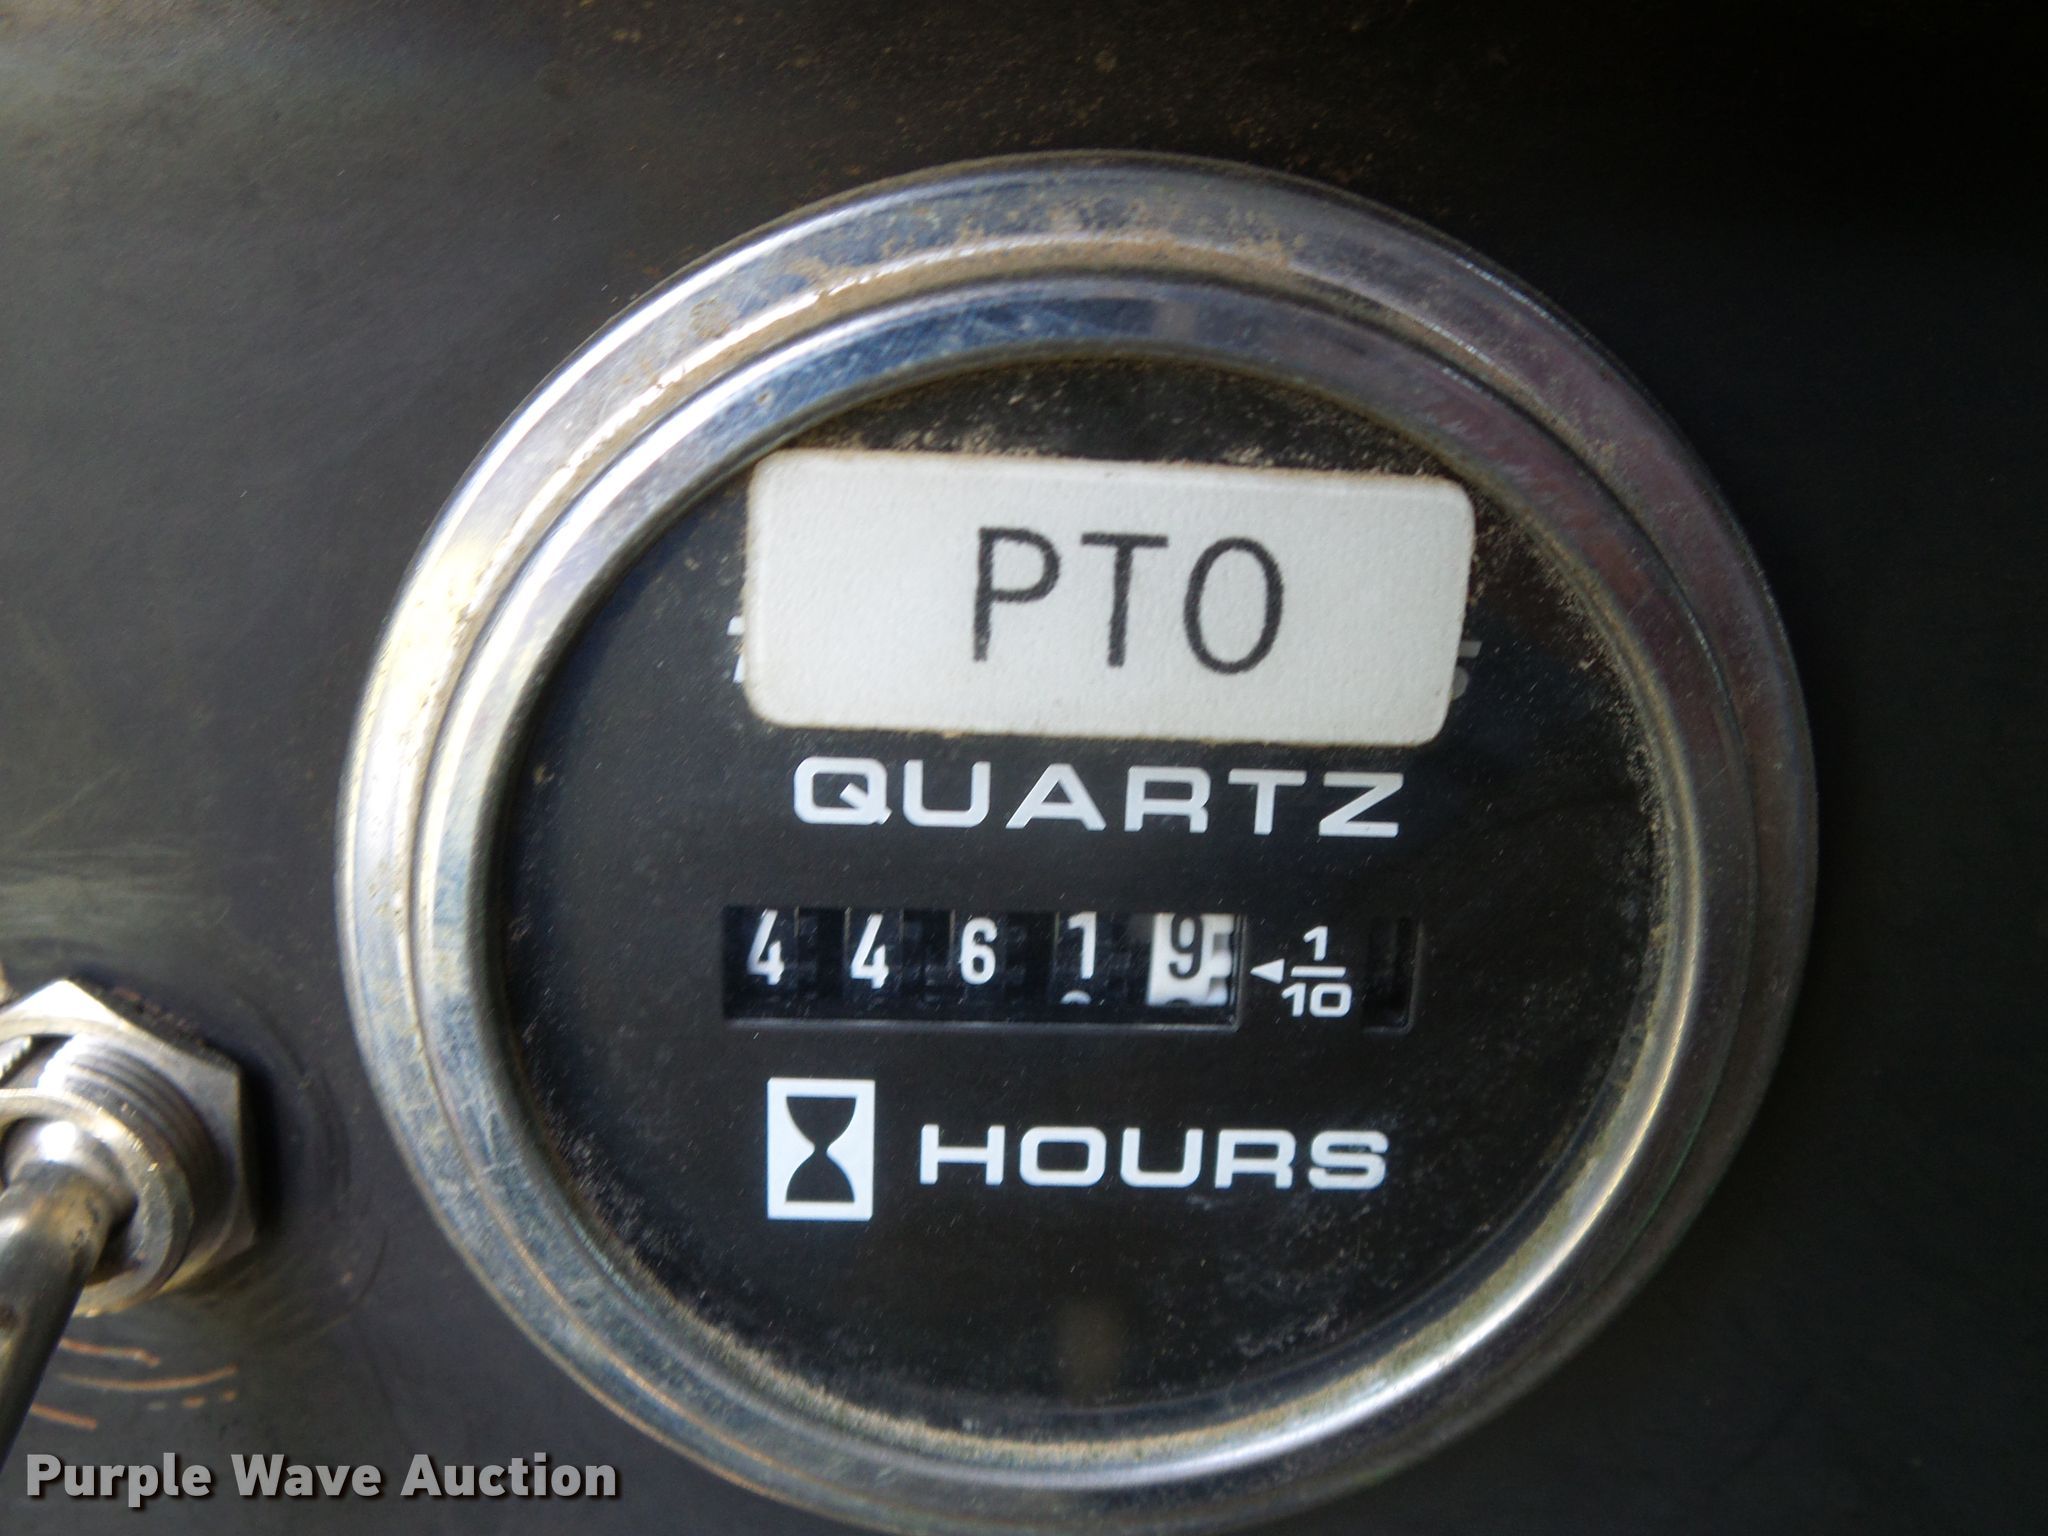 PTO
QUARTZ
4 4 6 1 9
1/10
HOURS
Purple Wave Auction